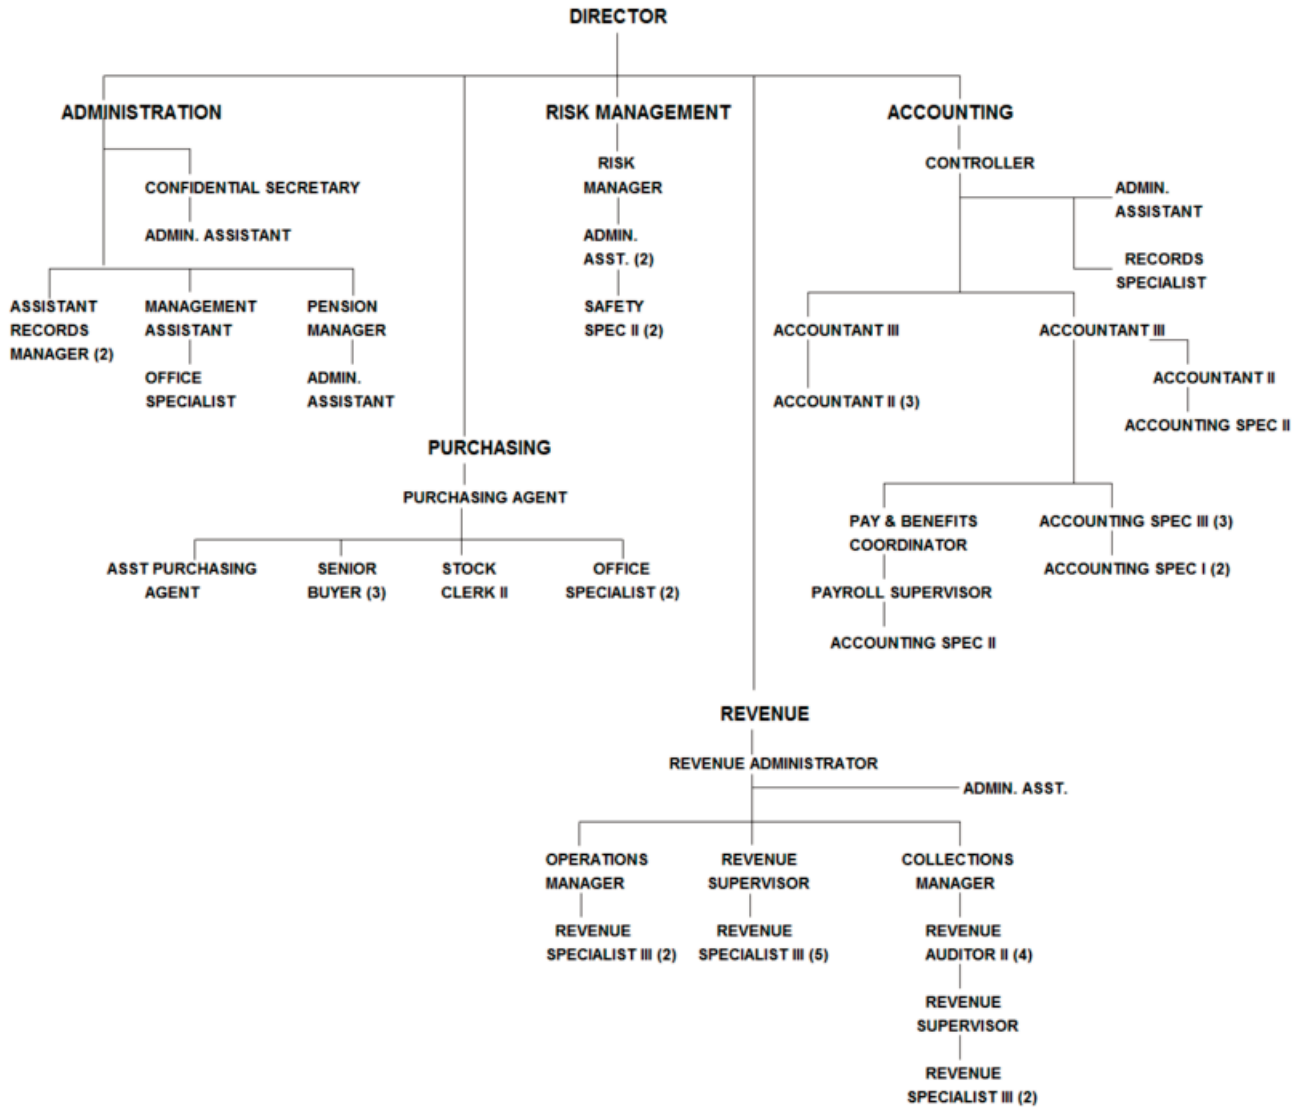 DIRECTOR
ADMINISTRATION
CONFIDENTIAL SECRETARY
ADMIN. ASSISTANT
ASSISTANT
RECORDS
MANAGER (2)
MANAGEMENT
ASSISTANT
OFFICE
SPECIALIST
PENSION
MANAGER
ADMIN.
ASSISTANT
PURCHASING
PURCHASING AGENT
ASST PURCHASING
AGENT
SENIOR
BUYER (3)
STOCK
CLERK II
OFFICE
SPECIALIST (2)
RISK MANAGEMENT
RISK
MANAGER
ADMIN.
ASST. (2)
SAFETY
SPEC II (2)
ACCOUNTING
CONTROLLER
ADMIN.
ASSISTANT
RECORDS
SPECIALIST
ACCOUNTANT III
ACCOUNTANT II (3)
ACCOUNTANT III
ACCOUNTANT II
ACCOUNTING SPEC II
PAY & BENEFITS
COORDINATOR
PAYROLL SUPERVISOR
ACCOUNTING SPEC II
ACCOUNTING SPEC III (3)
ACCOUNTING SPEC I (2)
REVENUE
REVENUE ADMINISTRATOR
ADMIN. ASST.
OPERATIONS
MANAGER
REVENUE
SPECIALIST III (2)
REVENUE
SUPERVISOR
REVENUE
SPECIALIST III (5)
COLLECTIONS
MANAGER
REVENUE
AUDITOR II (4)
REVENUE
SUPERVISOR
REVENUE
SPECIALIST III (2)